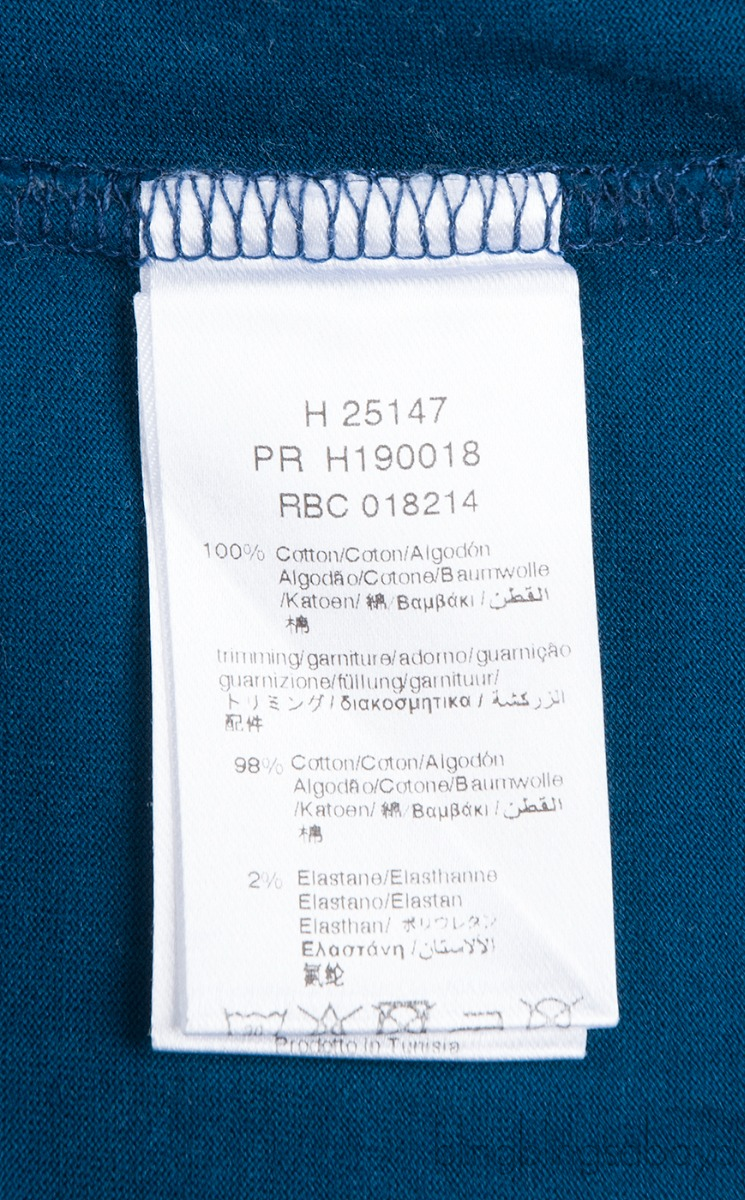 H 25147
PR H190018
RBC 018214
100% Cotton/Coton/Algodón
Algodão/Cotone/Baumwolle
/Katoen/ 綿/Βαμβάκι/القطن
棉
trimming/garniture/adorno/guarnição
guarnizione/füllung/garnituur/
トリミング/διακοσμητικα/الزركشة
配件
98% Cotton/Coton/Algodón
Algodão/Cotone/Baumwolle
/Katoen/ 綿/Βαμβάκι/القطن
棉
2% Elastane/Elasthanne
Elastano/Elastan
Elasthan/ ポリウレタン
Ελαστάνη/الألاستان
氨纶
30
Prodotto in Tunisia